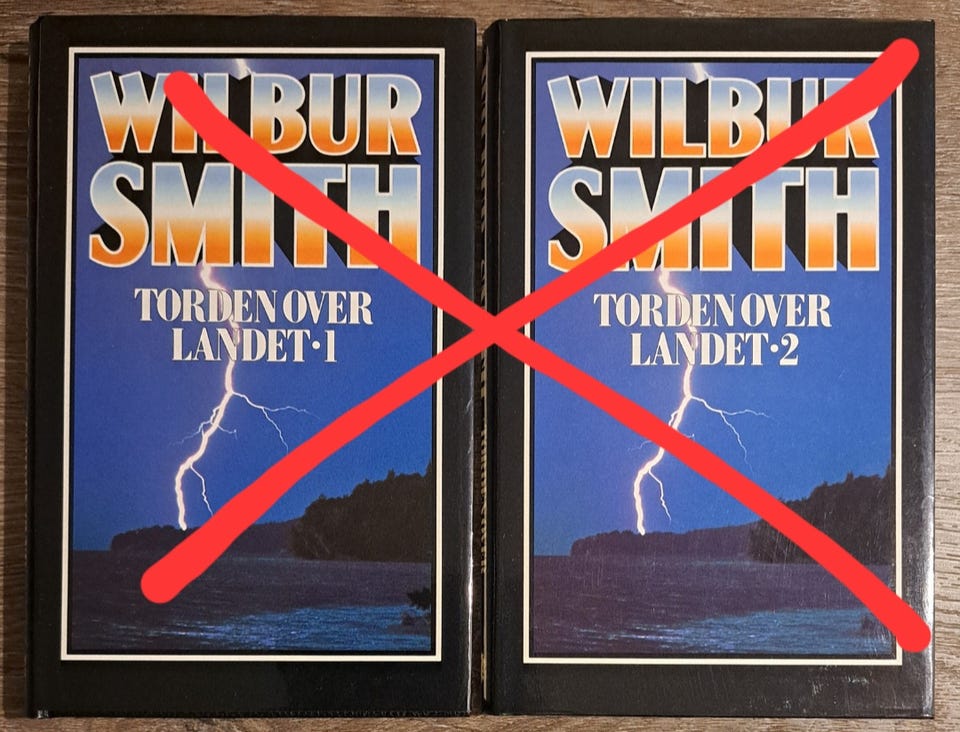 WILBUR
SMITH
TORDEN OVER
LANDET·1
WILBUR
SMITH
TORDEN OVER
LANDET·2